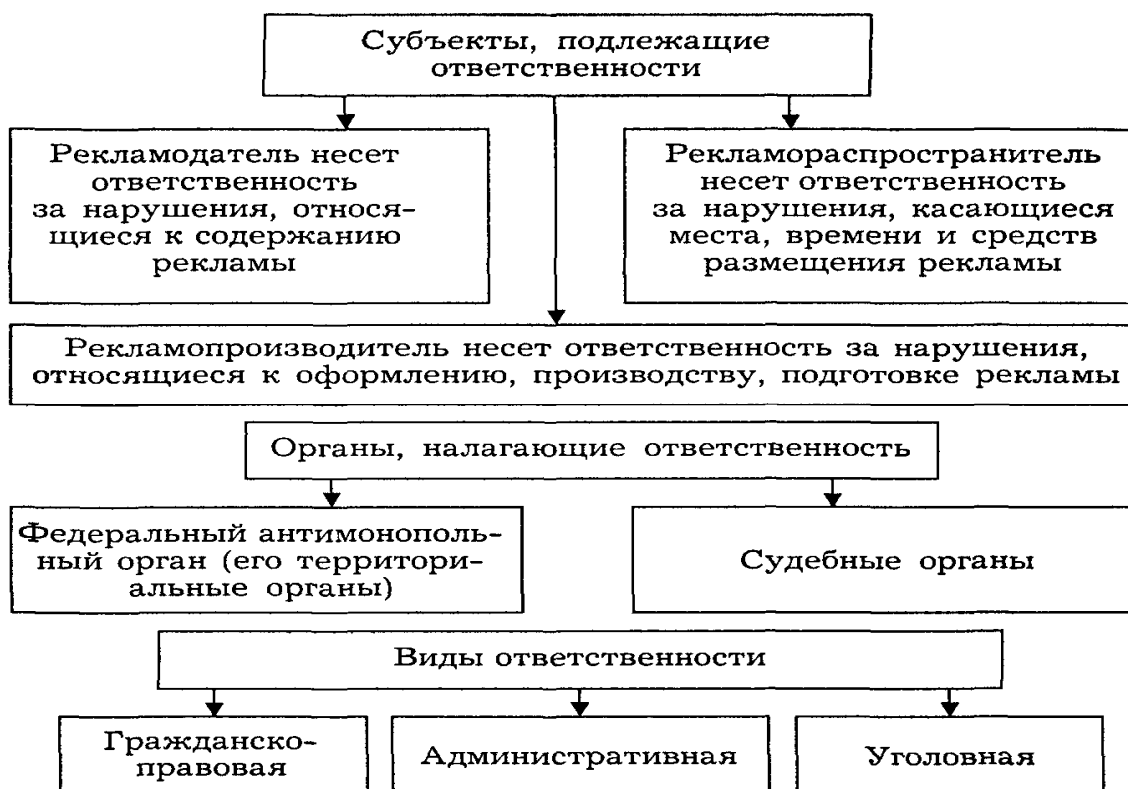 Субъекты, подлежащие
ответственности
Рекламодатель несет
ответственность
за нарушения, относя-
щиеся к содержанию
рекламы
Рекламораспространитель
несет ответственность
за нарушения, касающиеся
места, времени и средств
размещения рекламы
Рекламопроизводитель несет ответственность за нарушения,
относящиеся к оформлению, производству, подготовке рекламы
Органы, налагающие ответственность
Федеральный антимонополь-
ный орган (его территори-
альные органы)
Судебные органы
Виды ответственности
Гражданско-
правовая
Административная
Уголовная